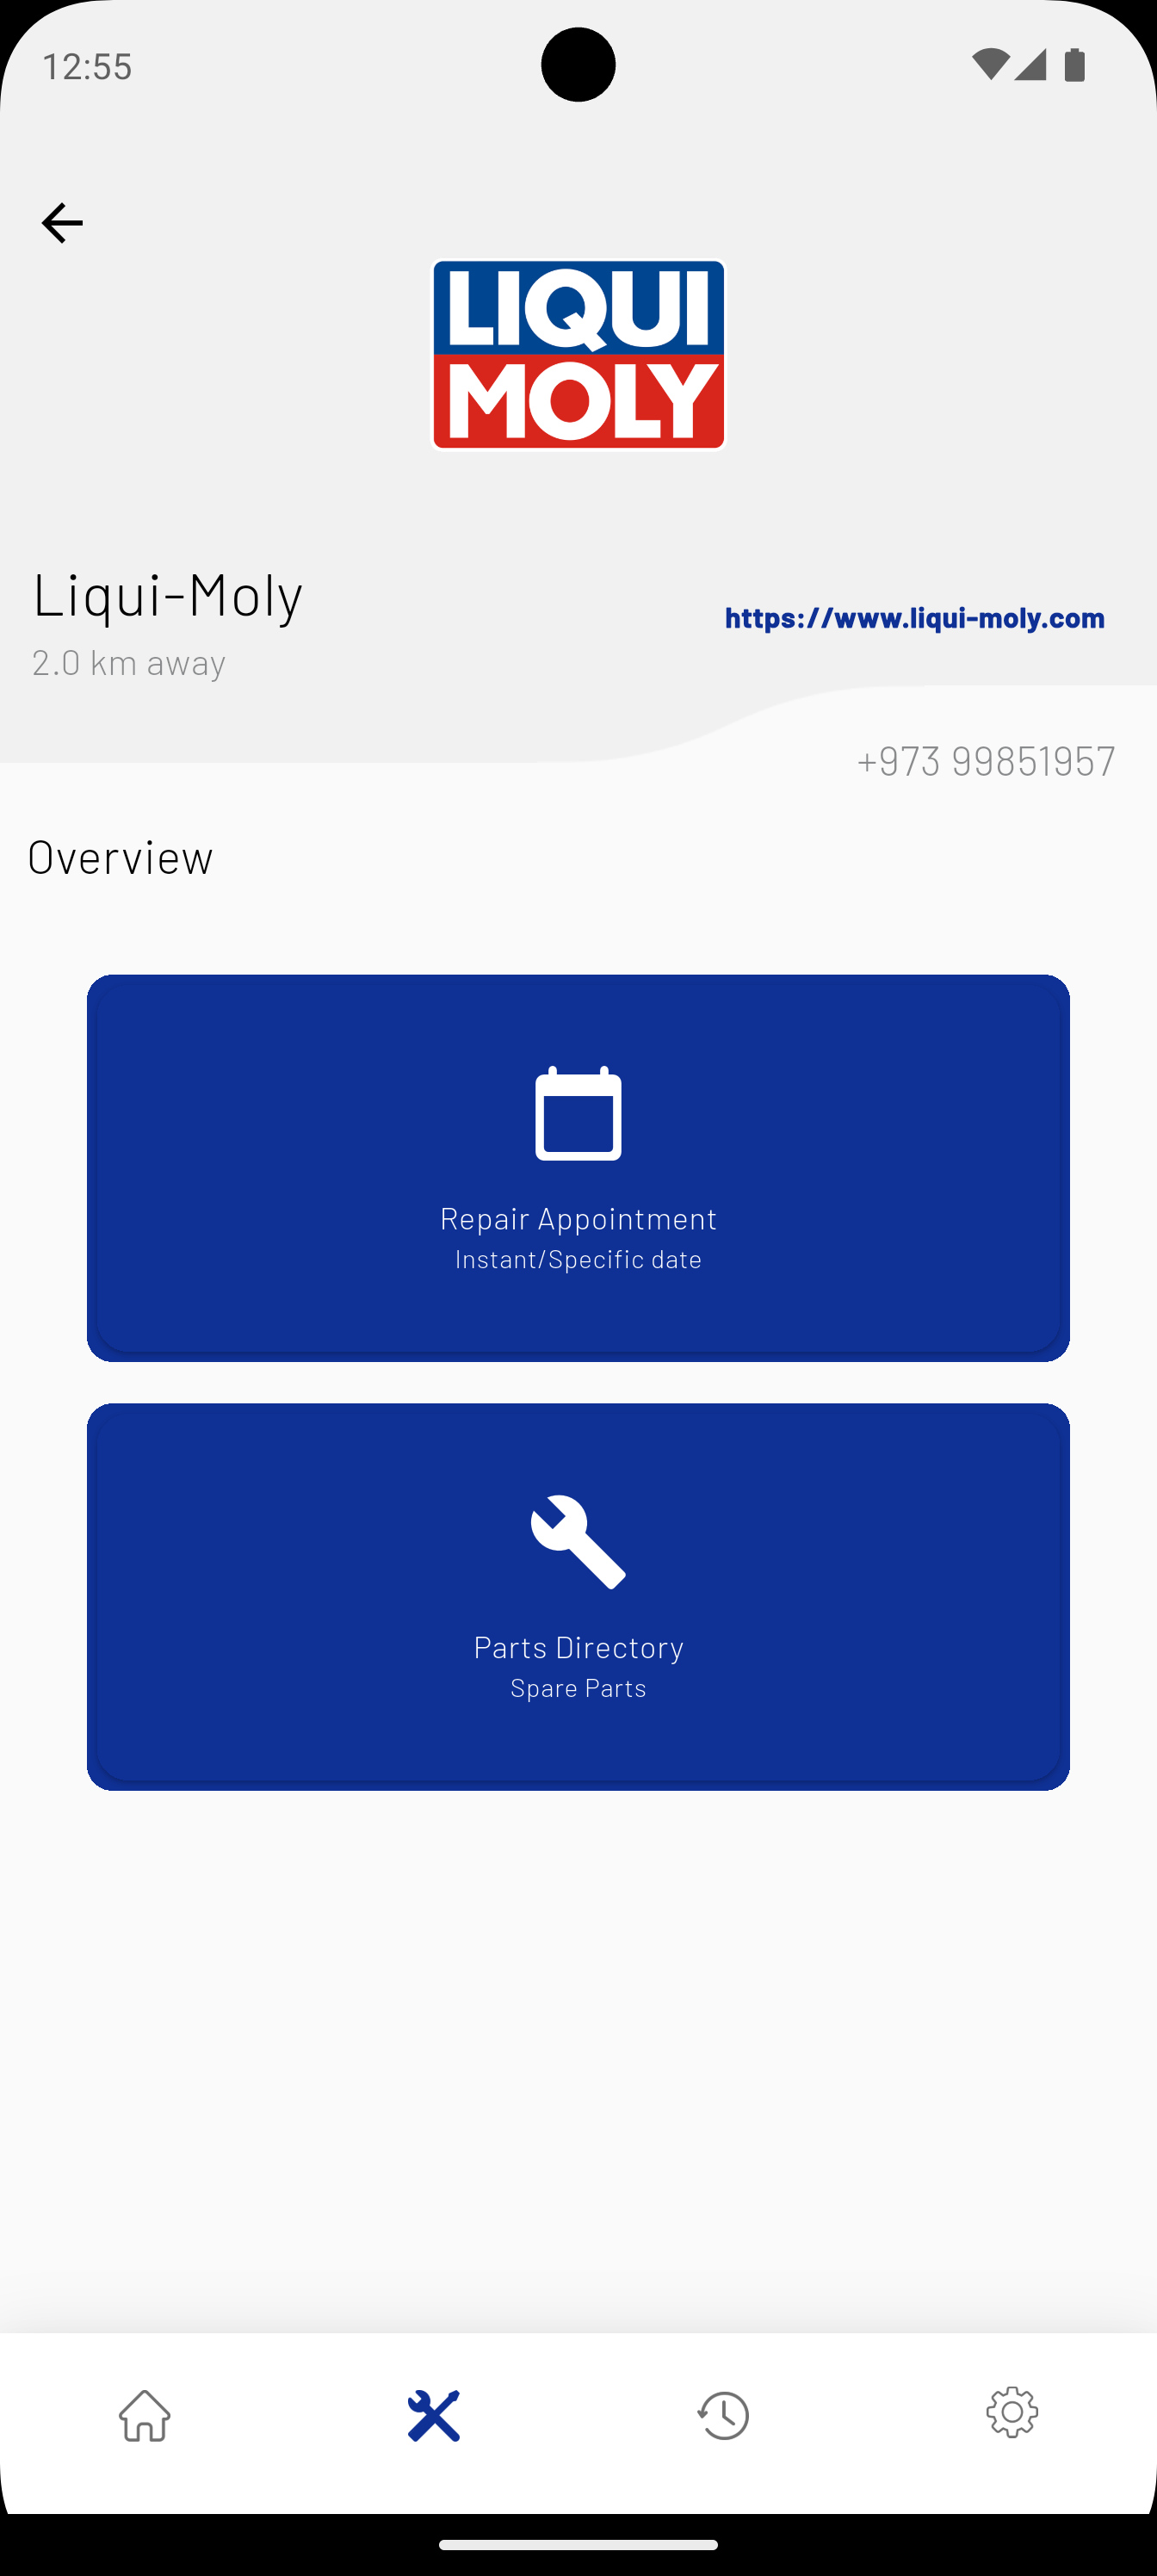 12:55
LIQUI
MOLY
Liqui-Moly
https://www.liqui-moly.com
2.0 km away
+973 99851957
Overview
Repair Appointment
Instant/Specific date
Parts Directory
Spare Parts